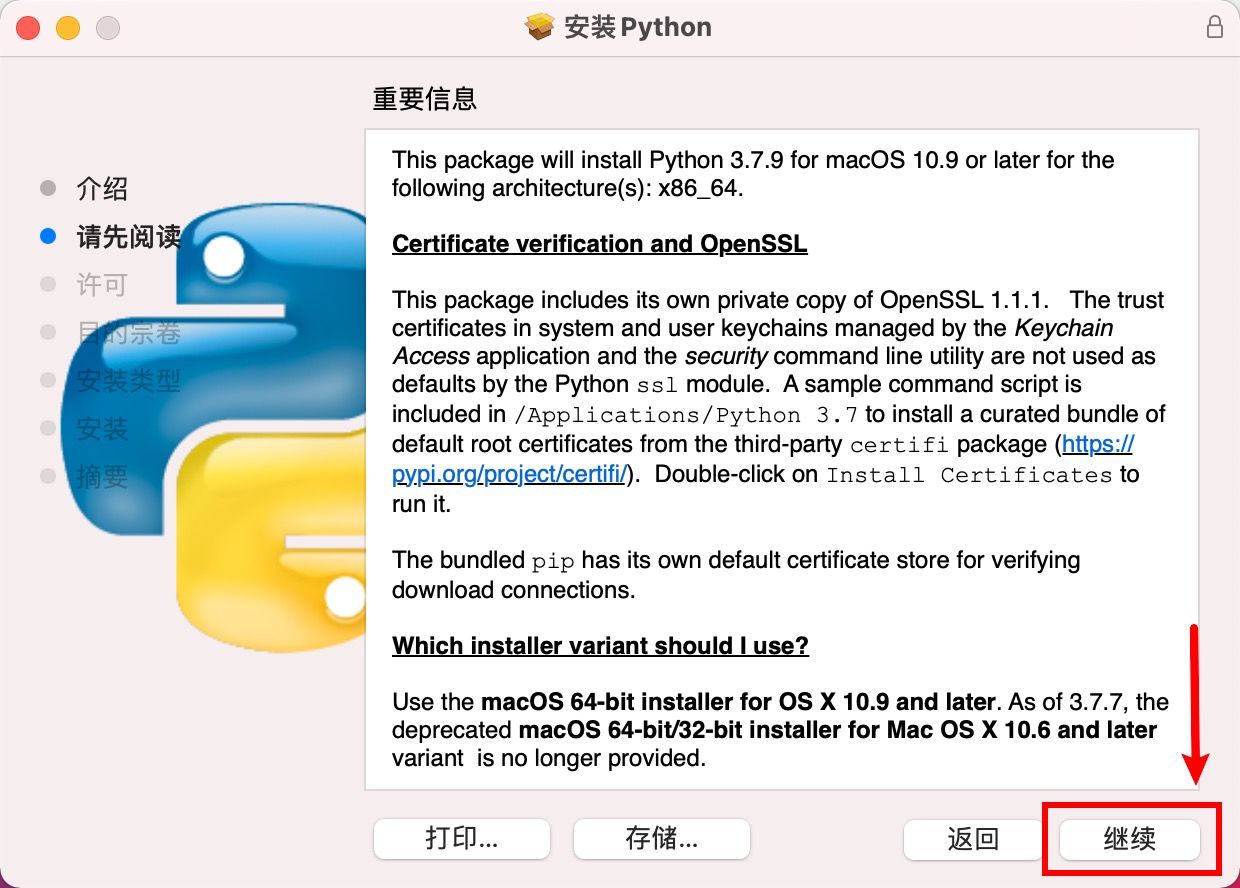 安装Python
重要信息
介绍
请先阅读
许可
目的宗卷
安装类型
安装
摘要
This package will install Python 3.7.9 for macOS 10.9 or later for the
following architecture(s): x86_64.
Certificate verification and OpenSSL
This package includes its own private copy of OpenSSL 1.1.1.   The trust
certificates in system and user keychains managed by the Keychain
Access application and the security command line utility are not used as
defaults by the Python ssl module.  A sample command script is
included in /Applications/Python 3.7 to install a curated bundle of
default root certificates from the third-party certifi package (https://
pypi.org/project/certifi/).  Double-click on Install Certificates to
run it.
The bundled pip has its own default certificate store for verifying
download connections.
Which installer variant should I use?
Use the macOS 64-bit installer for OS X 10.9 and later. As of 3.7.7, the
deprecated macOS 64-bit/32-bit installer for Mac OS X 10.6 and later
variant  is no longer provided.
打印... 存储... 返回 继续